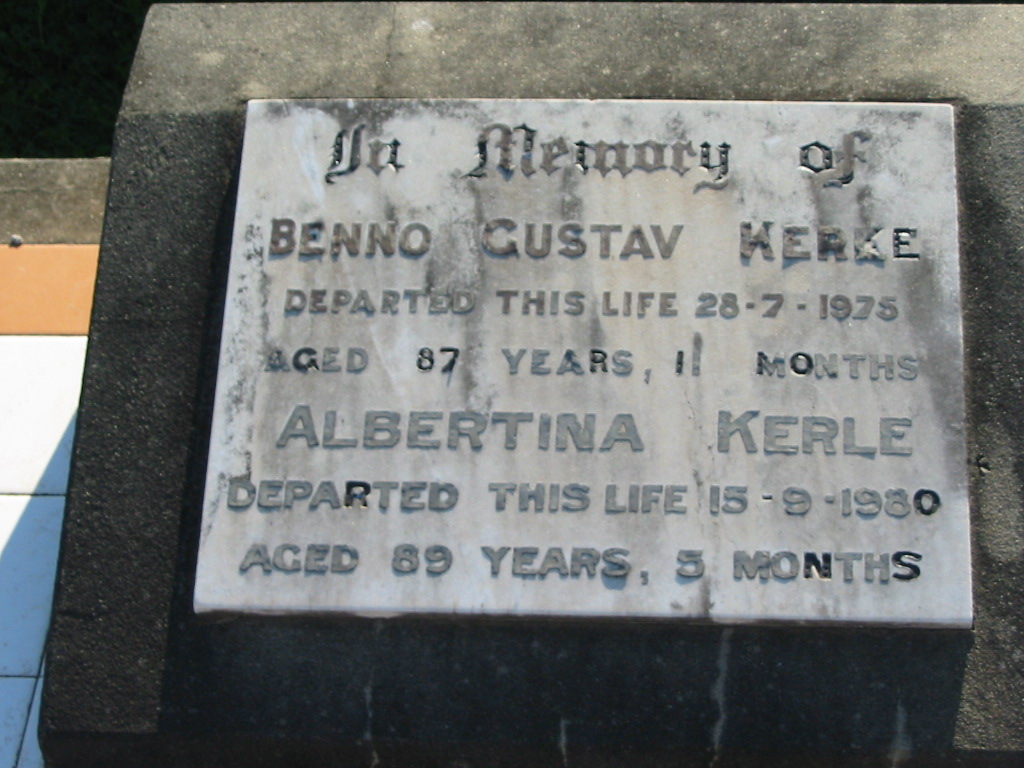 In Memory of
BENNO GUSTAV KERKE
DEPARTED THIS LIFE 28-7-1975
AGED 87 YEARS, 11 MONTHS
ALBERTINA KERLE
DEPARTED THIS LIFE 15-9-1980
AGED 89 YEARS, 5 MONTHS